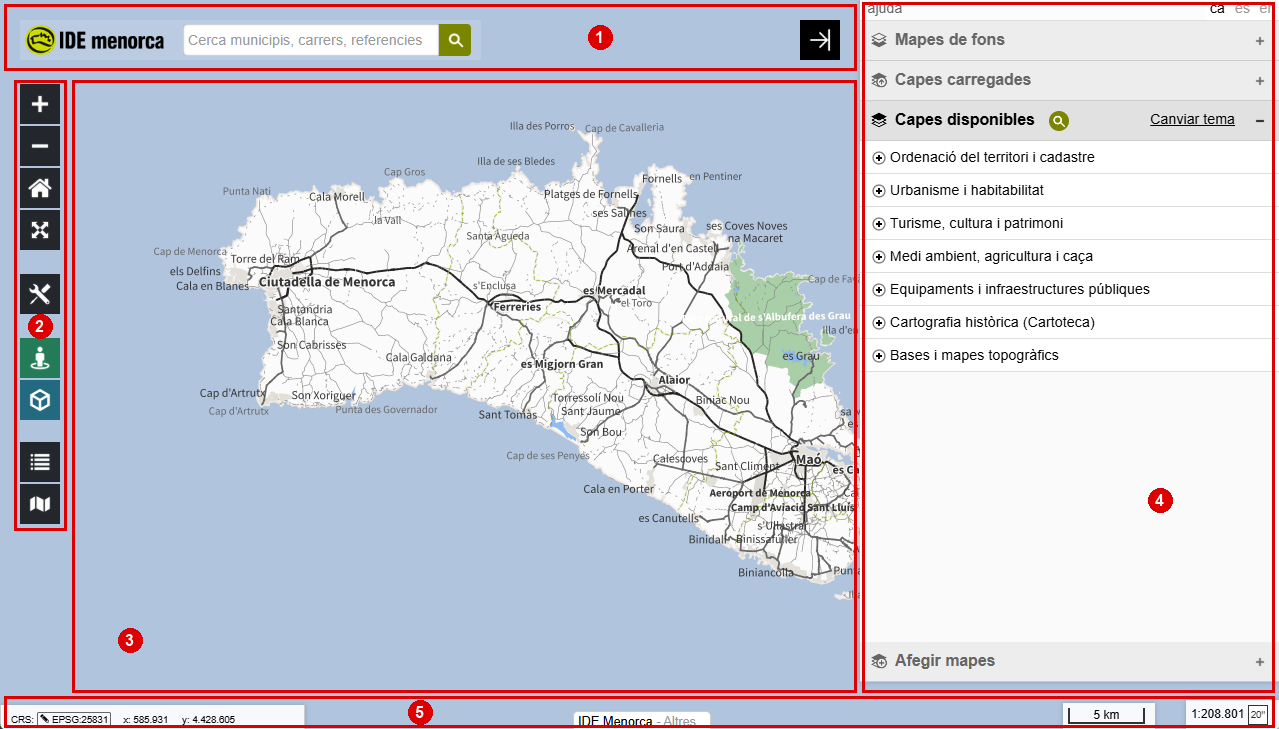 ajuda
ca es en
IDE menorca
Cerca municipis, carrers, referencies
1
Mapes de fons +
Capes carregades +
Capes disponibles
Canviar tema
Ordenació del territori i cadastre
Urbanisme i habitabilitat
Turisme, cultura i patrimoni
Medi ambient, agricultura i caça
Equipaments i infraestructures públiques
Cartografia històrica (Cartoteca)
Bases i mapes topogràfics
4
Afegir mapes +
2
Illa des Porros
Cap de Cavalleria
Illa de ses Bledes
Cap Gros
Fornells
en Pentiner
Punta Nati
Cala Morell
Platges de Fornells
la Vall
ses Salines
Son Saura
ses Coves Noves
na Macaret
Santa Àgueda
Arenal d'en Castell
Cap de Menorca
Torre del Ram
Port d'Addaia
els Delfins
Cala en Blanes
Ciutadella de Menorca
s'Enclusa
es Mercadal
el Toro
Ferreries
Santandria
Cala Blanca
de s'Albufera des Grau
Son Cabrisses
Cala Galdana
es Migjorn Gran
es Grau
Alaior
Cap d'Artrutx
Son Xoriguer
Torressolí Nou
Biniac Nou
Cap d'Artrutx
Punta des Governador
Sant Tomàs
Sant Jaume
Son Bou
Cap de ses Penyes
Calescoves
Sant Climent
Maó
Cala en Porter
Aeroport de Menorca
Camp d'Aviació Sant Lluís
es Canutells
s'Ullastrar
Binidalí
Binissafúller
Biniancolla
3
5
CRS: EPSG:25831 x: 585.931 y: 4.428.605
IDE Menorca - Altres
5 km
1:208.801 20"